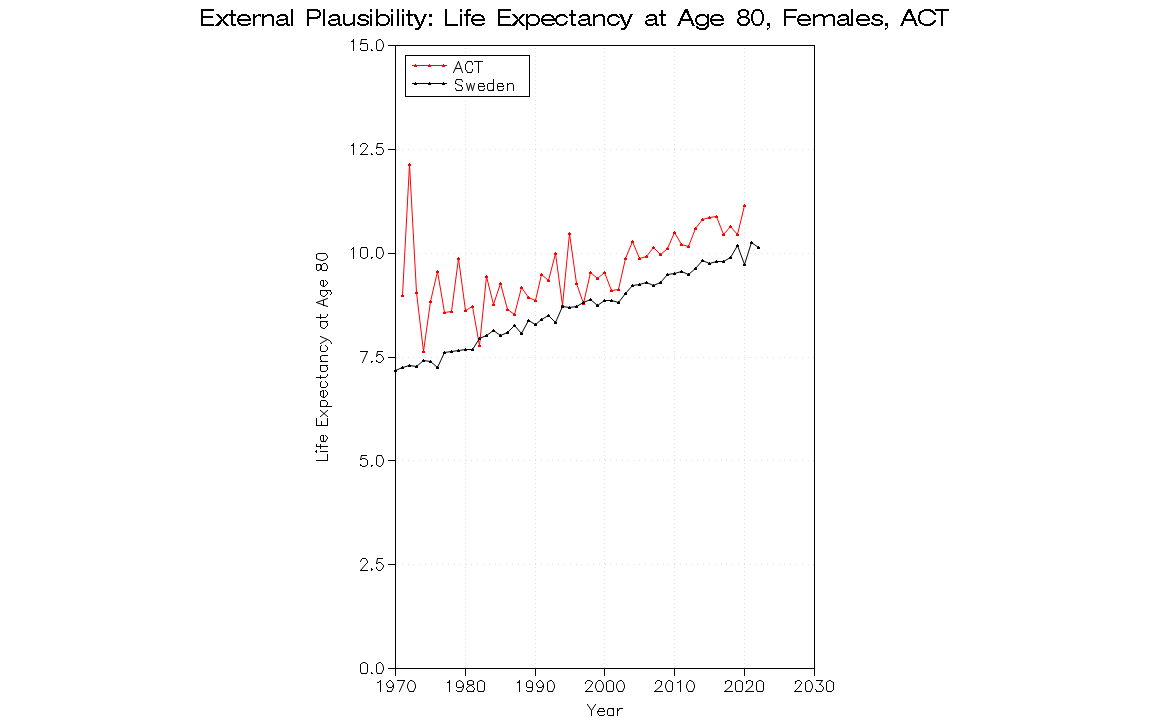 External Plausibility: Life Expectancy at Age 80, Females, ACT
ACT
Sweden
Life Expectancy at Age 80
15.0
12.5
10.0
7.5
5.0
2.5
0.0
1970 1980 1990 2000 2010 2020 2030
Year